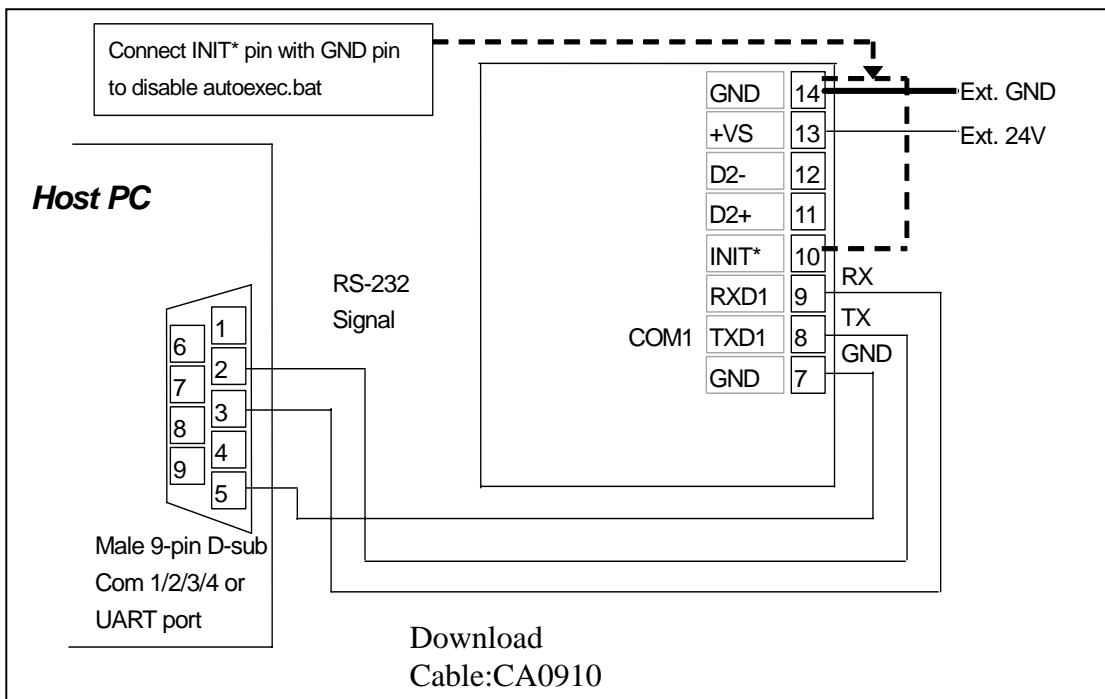 Connect INIT* pin with GND pin
to disable autoexec.bat
Host PC
RS-232
Signal
1
2
3
4
5
6
7
8
9
Male 9-pin D-sub
Com 1/2/3/4 or
UART port
GND 14 Ext. GND
+VS 13 Ext. 24V
D2- 12
D2+ 11
INIT* 10
RXD1 9 RX
COM1 TXD1 8 TX
GND 7 GND
Download
Cable:CA0910